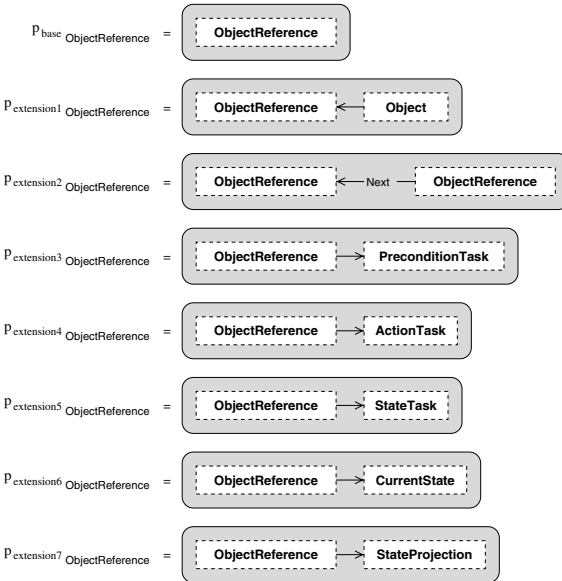 p base ObjectReference = ObjectReference
p extension1 ObjectReference = ObjectReference Object
p extension2 ObjectReference = ObjectReference Next ObjectReference
p extension3 ObjectReference = ObjectReference PreconditionTask
p extension4 ObjectReference = ObjectReference ActionTask
p extension5 ObjectReference = ObjectReference StateTask
p extension6 ObjectReference = ObjectReference CurrentState
p extension7 ObjectReference = ObjectReference StateProjection